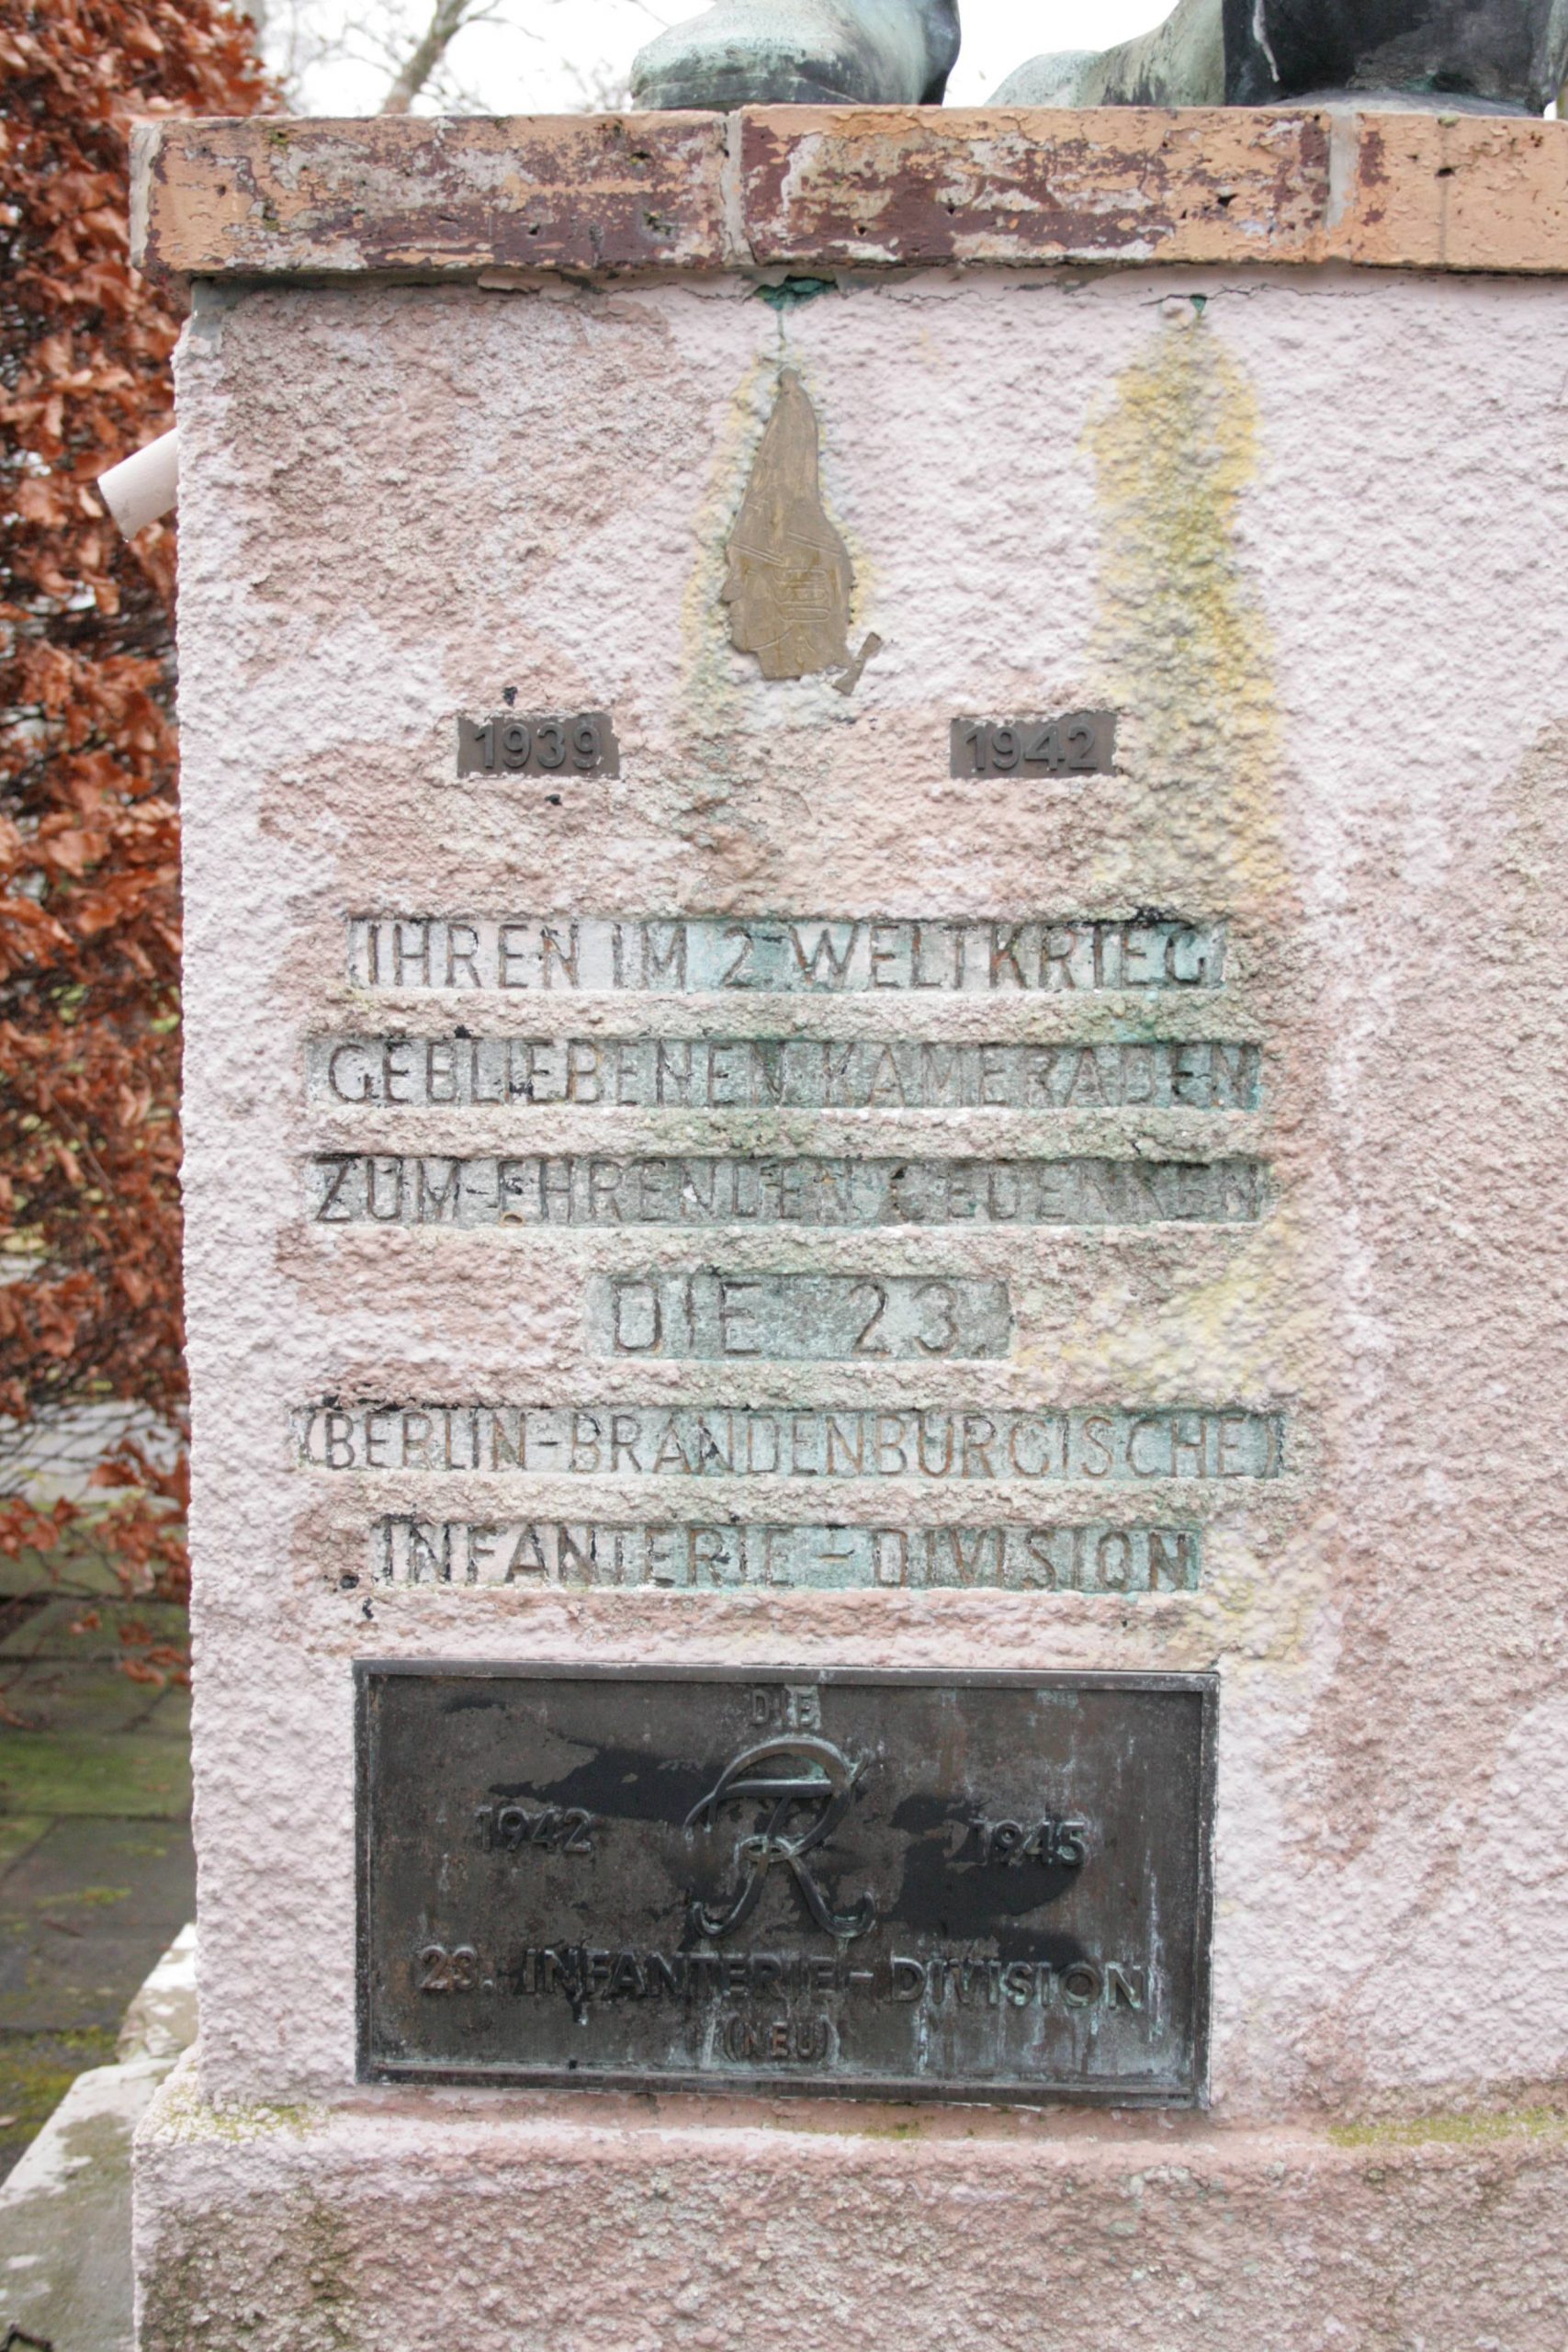 1939 1942
IHREN IM 2 WELTKRIEG
GEBLIEBENEN KAMERADEN
ZUM EHRENDEN GEDENKEN
DIE 23.
(BERLIN-BRANDENBURGISCHE)
INFANTERIE-DIVISION
DIE
1942 R 1945
23. INFANTERIE-DIVISION
(NEU)